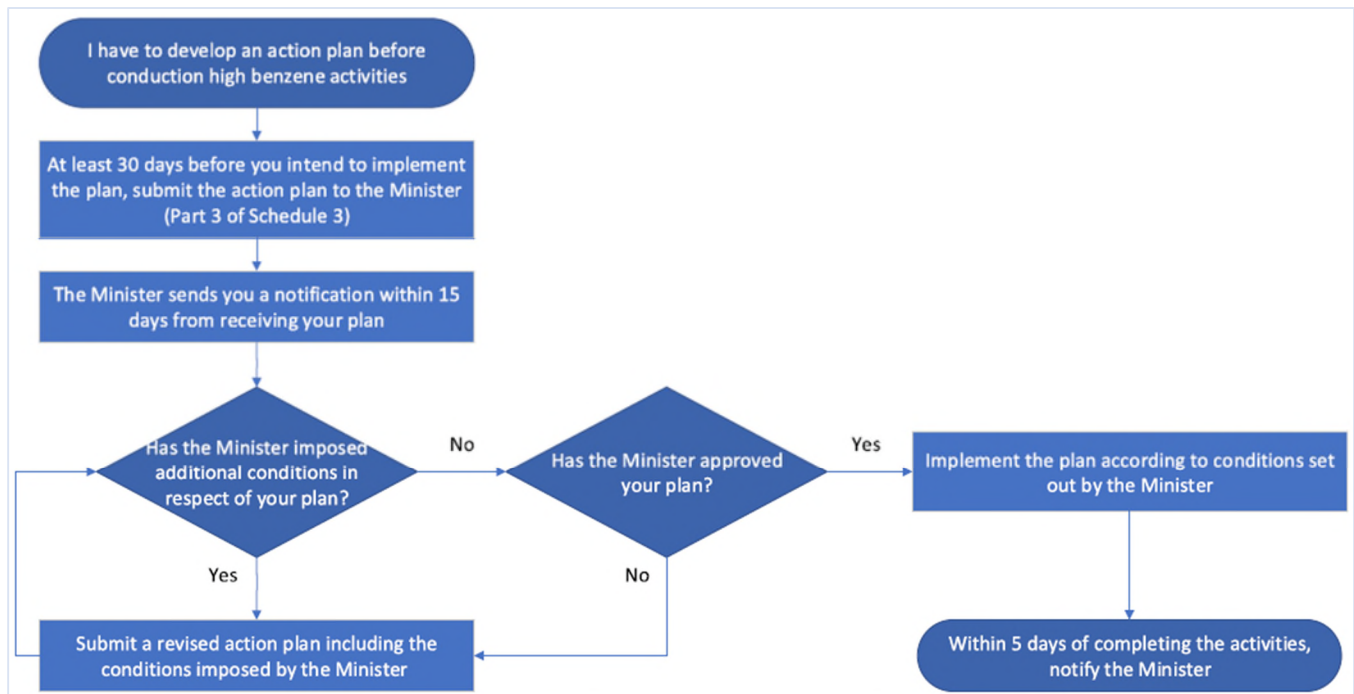 I have to develop an action plan before
conduction high benzene activities
At least 30 days before you intend to implement
the plan, submit the action plan to the Minister
(Part 3 of Schedule 3)
The Minister sends you a notification within 15
days from receiving your plan
Has the Minister imposed
additional conditions in
respect of your plan?
No
Has the Minister approved
your plan?
Yes
Implement the plan according to conditions set
out by the Minister
Yes
No
Submit a revised action plan including the
conditions imposed by the Minister
Within 5 days of completing the activities,
notify the Minister